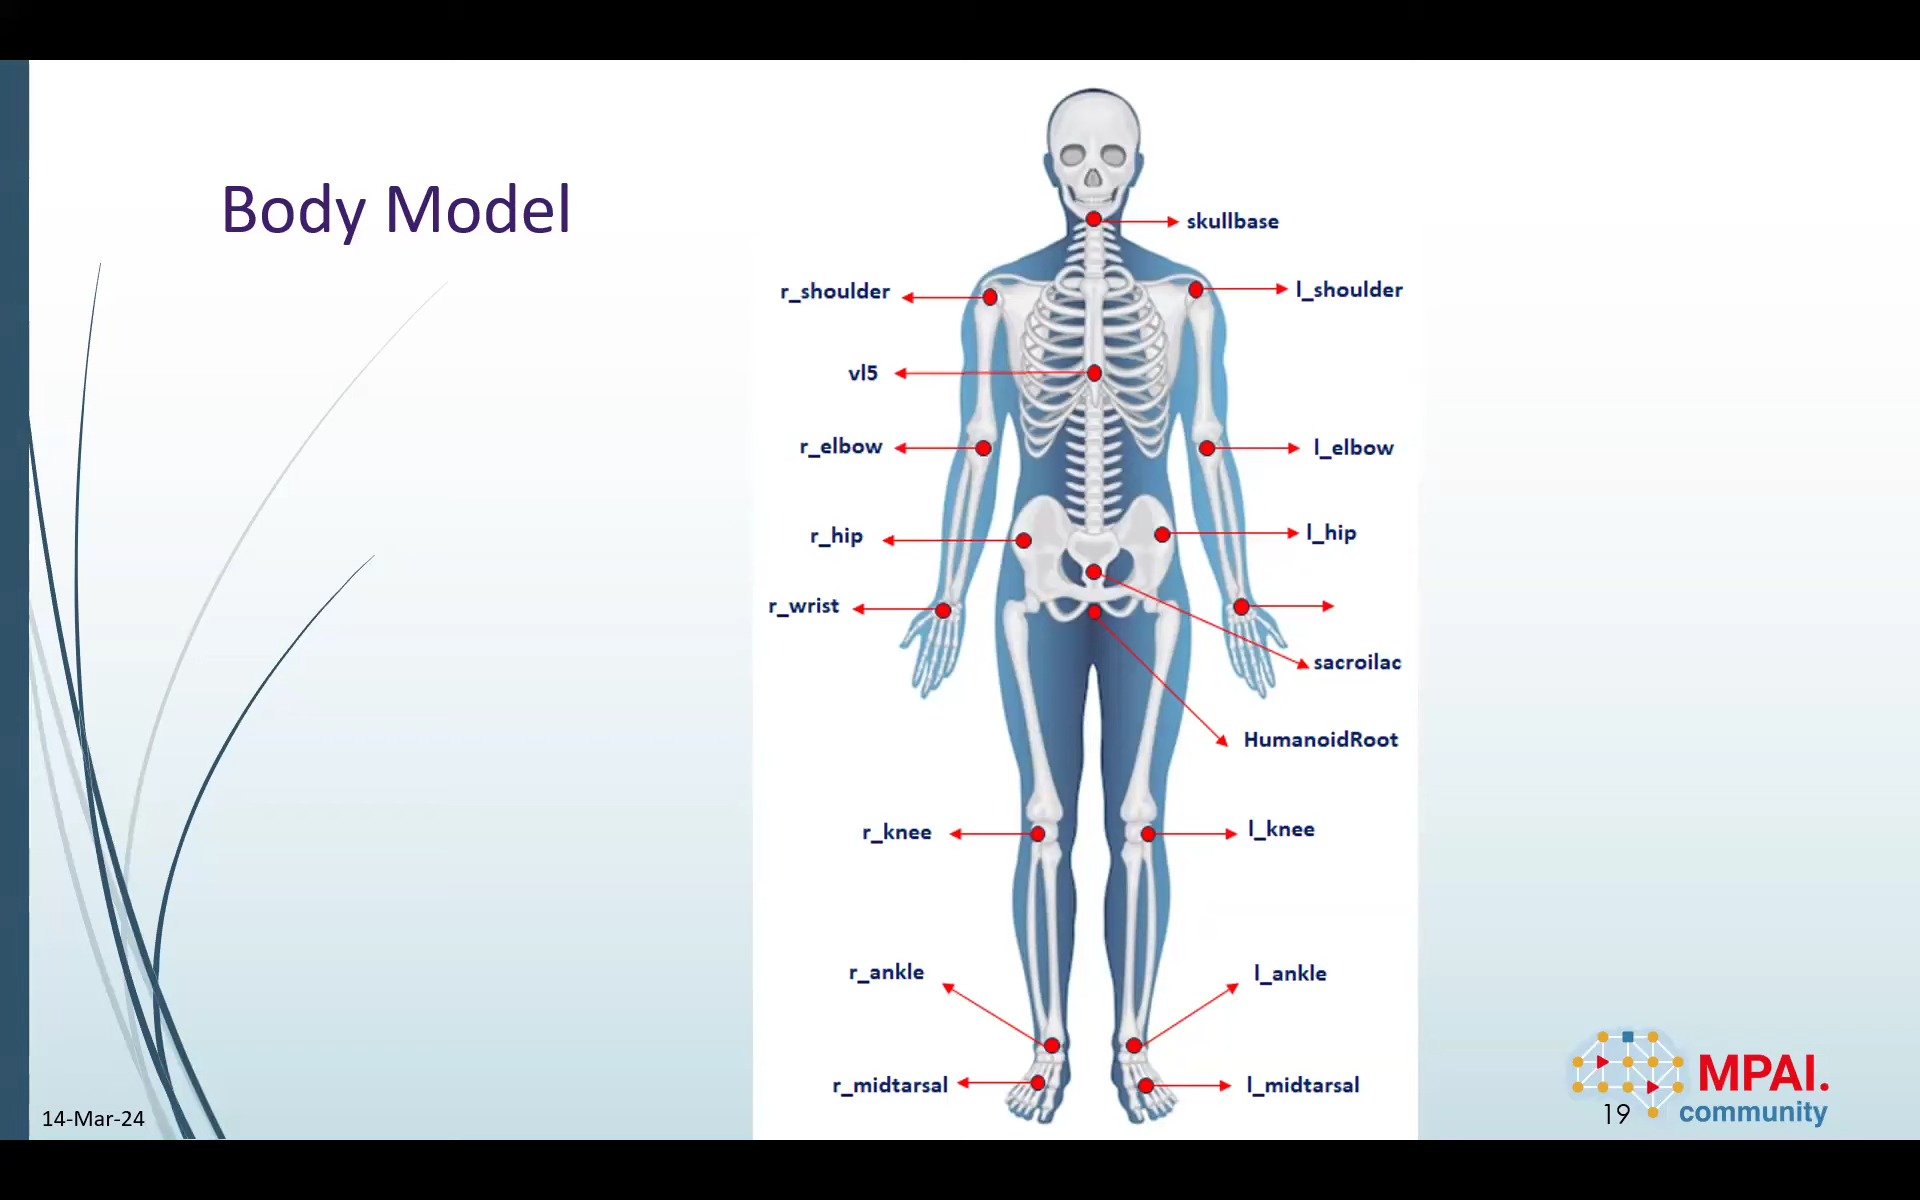 Body Model
skullbase
r_shoulder
l_shoulder
vl5
r_elbow
l_elbow
r_hip
l_hip
r_wrist
sacroilac
HumanoidRoot
r_knee
l_knee
r_ankle
l_ankle
r_midtarsal
l_midtarsal
14-Mar-24
19
MPAI.
community